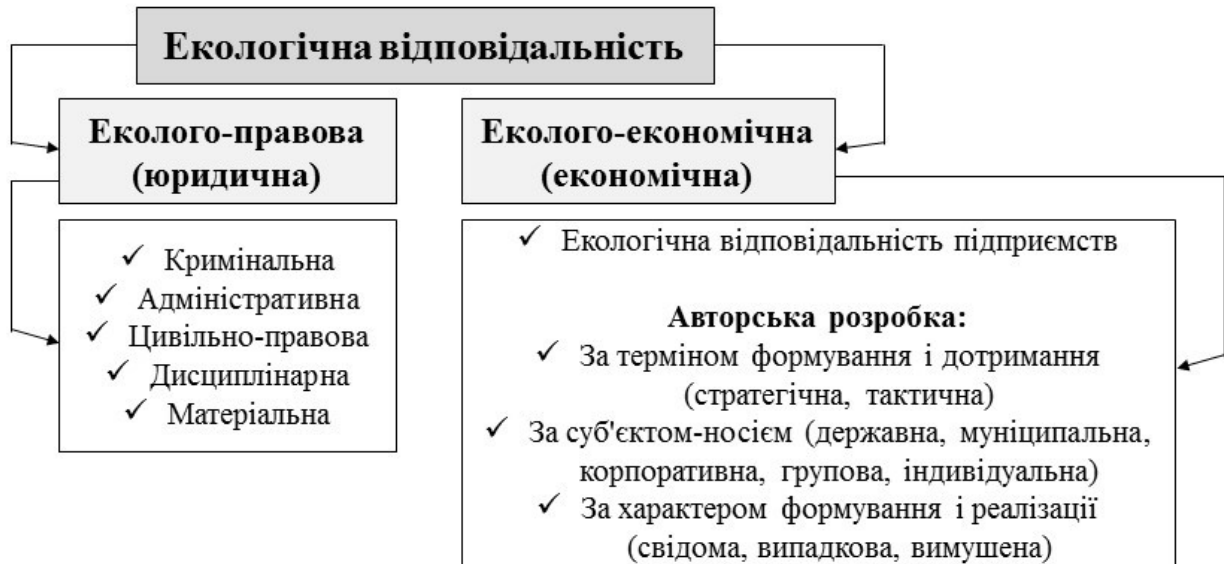 Екологічна відповідальність
Еколого-правова
(юридична)
Еколого-економічна
(економічна)
✓ Кримінальна
✓ Адміністративна
✓ Цивільно-правова
✓ Дисциплінарна
✓ Матеріальна
✓ Екологічна відповідальність підприємств
Авторська розробка:
✓ За терміном формування і дотримання
(стратегічна, тактична)
✓ За суб'єктом-носієм (державна, муніципальна,
корпоративна, групова, індивідуальна)
✓ За характером формування і реалізації
(свідома, випадкова, вимушена)